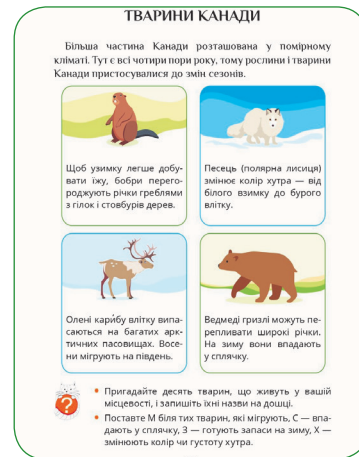 ТВАРИНИ КАНАДИ
Більша частина Канади розташована у помірному
кліматі. Тут є всі чотири пори року, тому рослини і тварини
Канади пристосувалися до змін сезонів.
Щоб узимку легше добу-
вати їжу, бобри перего-
роджують річки греблями
з гілок і стовбурів дерев.
Песець (полярна лисиця)
змінює колір хутра — від
білого взимку до бурого
влітку.
Олені карибу влітку випа-
саються на багатих арк-
тичних пасовищах. Восе-
ни мігрують на південь.
Ведмеді гризлі можуть пе-
репливати широкі річки.
На зиму вони впадають
у сплячку.
?
• Пригадайте десять тварин, що живуть у вашій
місцевості, і запишіть їхні назви на дошці.
• Поставте М біля тих тварин, які мігрують, С — впа-
дають у сплячку, З — готують запаси на зиму, Х —
змінюють колір чи густоту хутра.